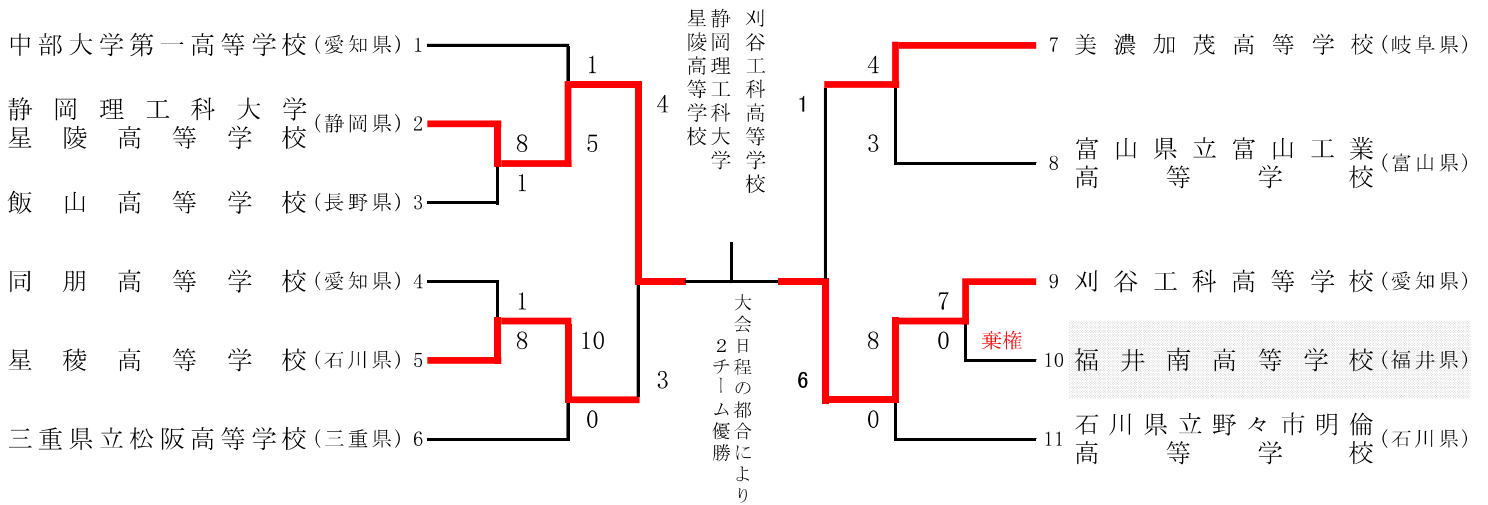 中部大学第一高等学校(愛知県) 1
静岡理工科大学
星陵高等学校
(静岡県) 2
飯山高等学校(長野県) 3
同朋高等学校(愛知県) 4
星稜高等学校(石川県) 5
三重県立松阪高等学校(三重県) 6
1
5
8
1
1
8
10
0
4
3
刈谷工科高等学校
静岡理工科大学
星陵高等学校
大会日程の都合により
2チーム優勝
1
6
4
3
8
0
7
0
棄権
7 美濃加茂高等学校(岐阜県)
8 富山県立富山工業
高等学校
(富山県)
9 刈谷工科高等学校(愛知県)
10 福井南高等学校(福井県)
11 石川県立野々市明倫
高等学校
(石川県)